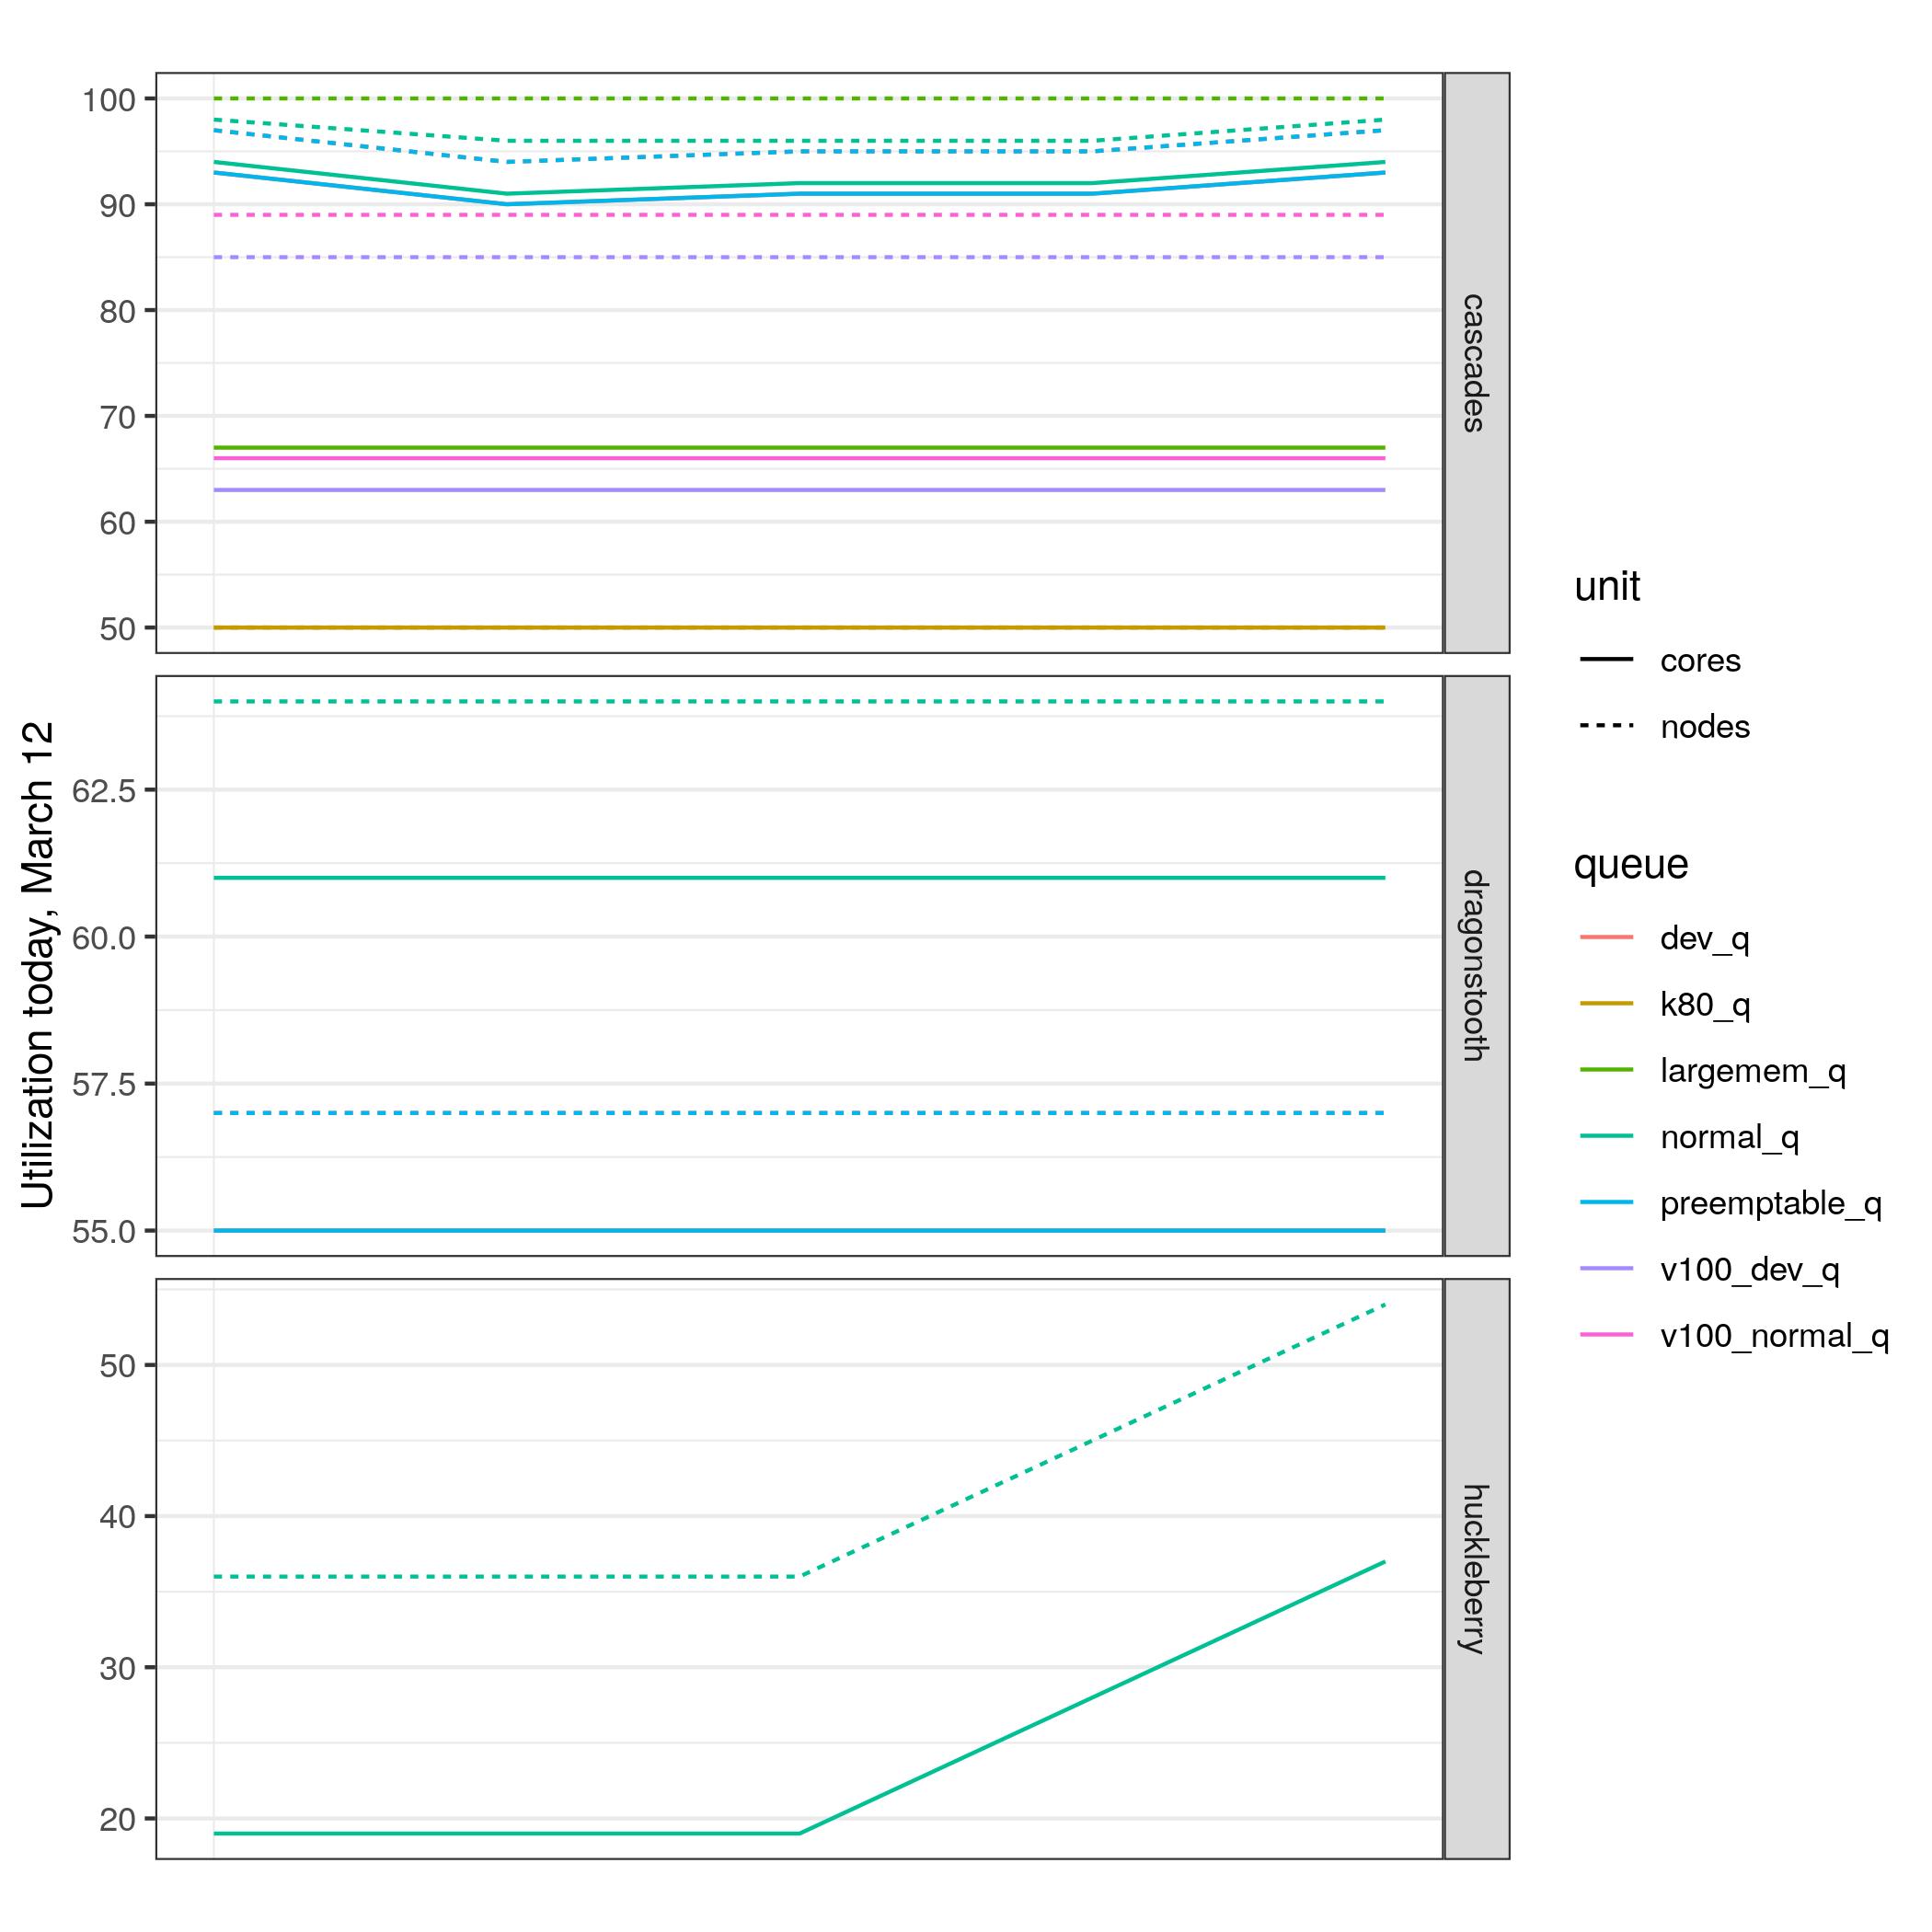 Utilization today, March 12
100
90
80
70
60
50
cascades
62.5
60.0
57.5
55.0
dragonstooth
50
40
30
20
huckleberry
unit
cores
nodes
queue
dev_q
k80_q
largemem_q
normal_q
preemptable_q
v100_dev_q
v100_normal_q